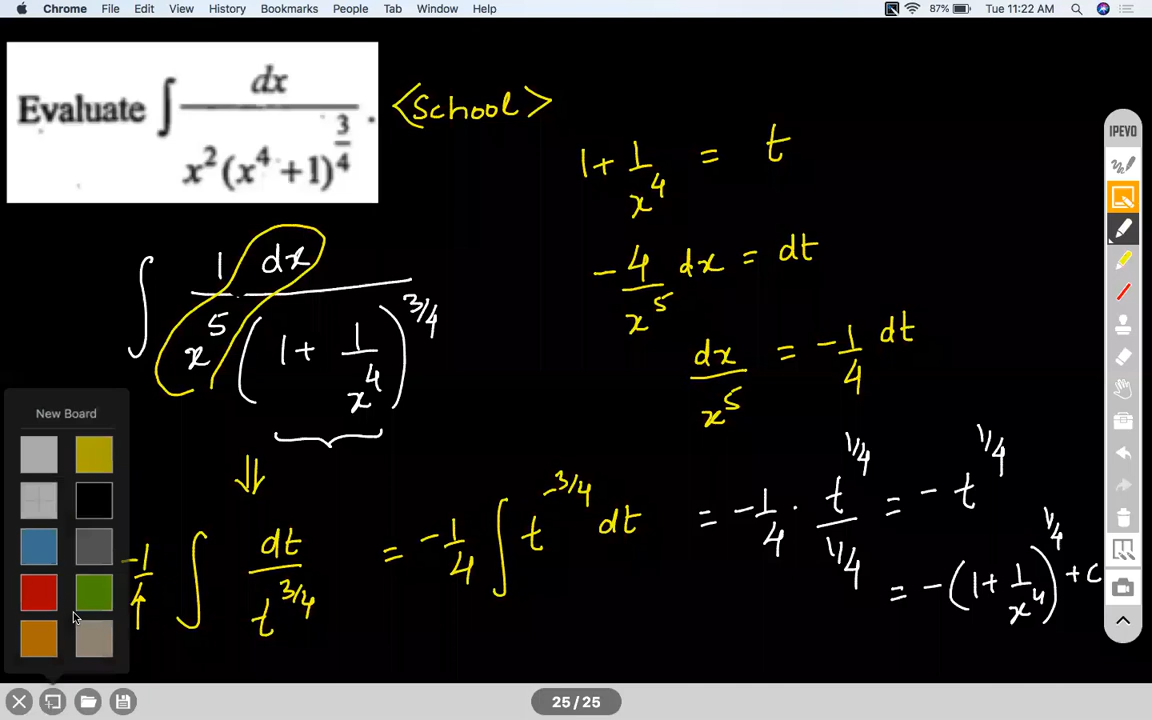 Chrome File Edit View History Bookmarks People Tab Window Help
87% Tue 11:22 AM
Evaluate ∫ dx / x²(x⁴ +1)^(3/4) .
<School>
1 + 1/x⁴ = t
-4/x⁵ dx = dt
dx/x⁵ = -1/4 dt
∫ 1 dx / x⁵ (1 + 1/x⁴)^(3/4)
⇓
-1/4 ∫ dt / t^(3/4) = -1/4 ∫ t^(-3/4) dt = -1/4 · t^(1/4) / 1/4 = - t^(1/4)
= -(1 + 1/x⁴)^(1/4) + C
IPEVO
New Board
25 / 25